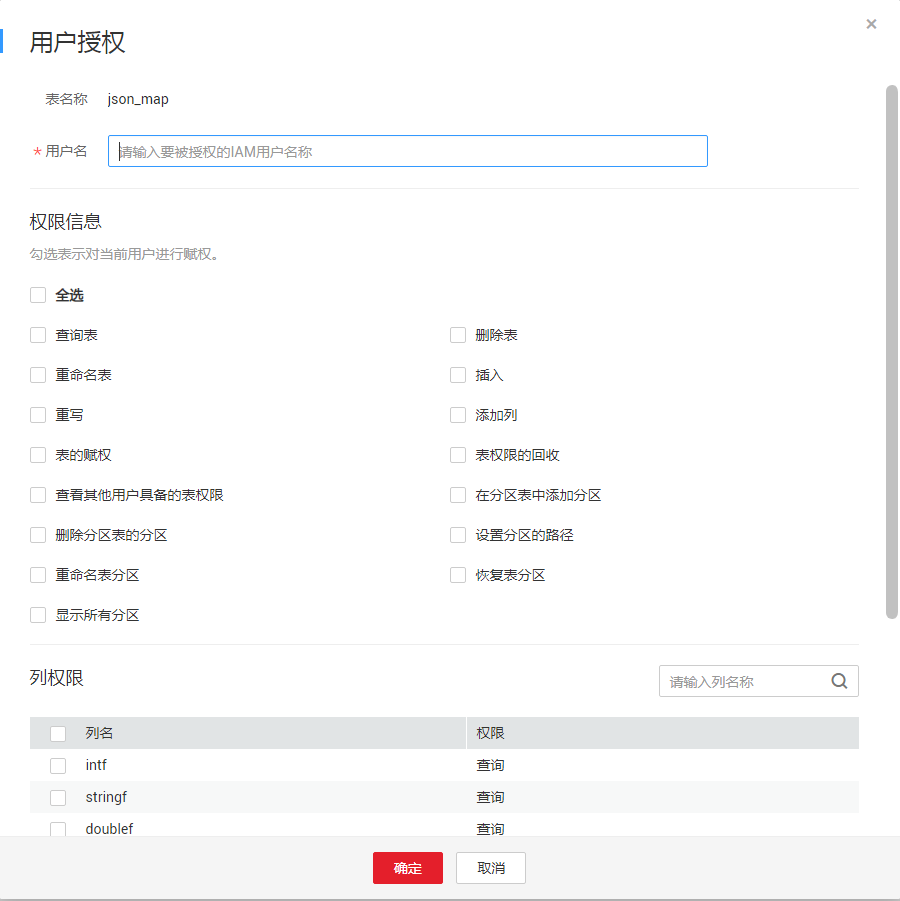 用户授权
表名称 json_map
* 用户名 请输入要被授权的IAM用户名称
权限信息
勾选表示对当前用户进行赋权。
全选
查询表 删除表
重命名表 插入
重写 添加列
表的赋权 表权限的回收
查看其他用户具备的表权限 在分区表中添加分区
删除分区表的分区 设置分区的路径
重命名表分区 恢复表分区
显示所有分区
列权限 请输入列名称
列名 权限
intf 查询
stringf 查询
doublef 查询
确定 取消